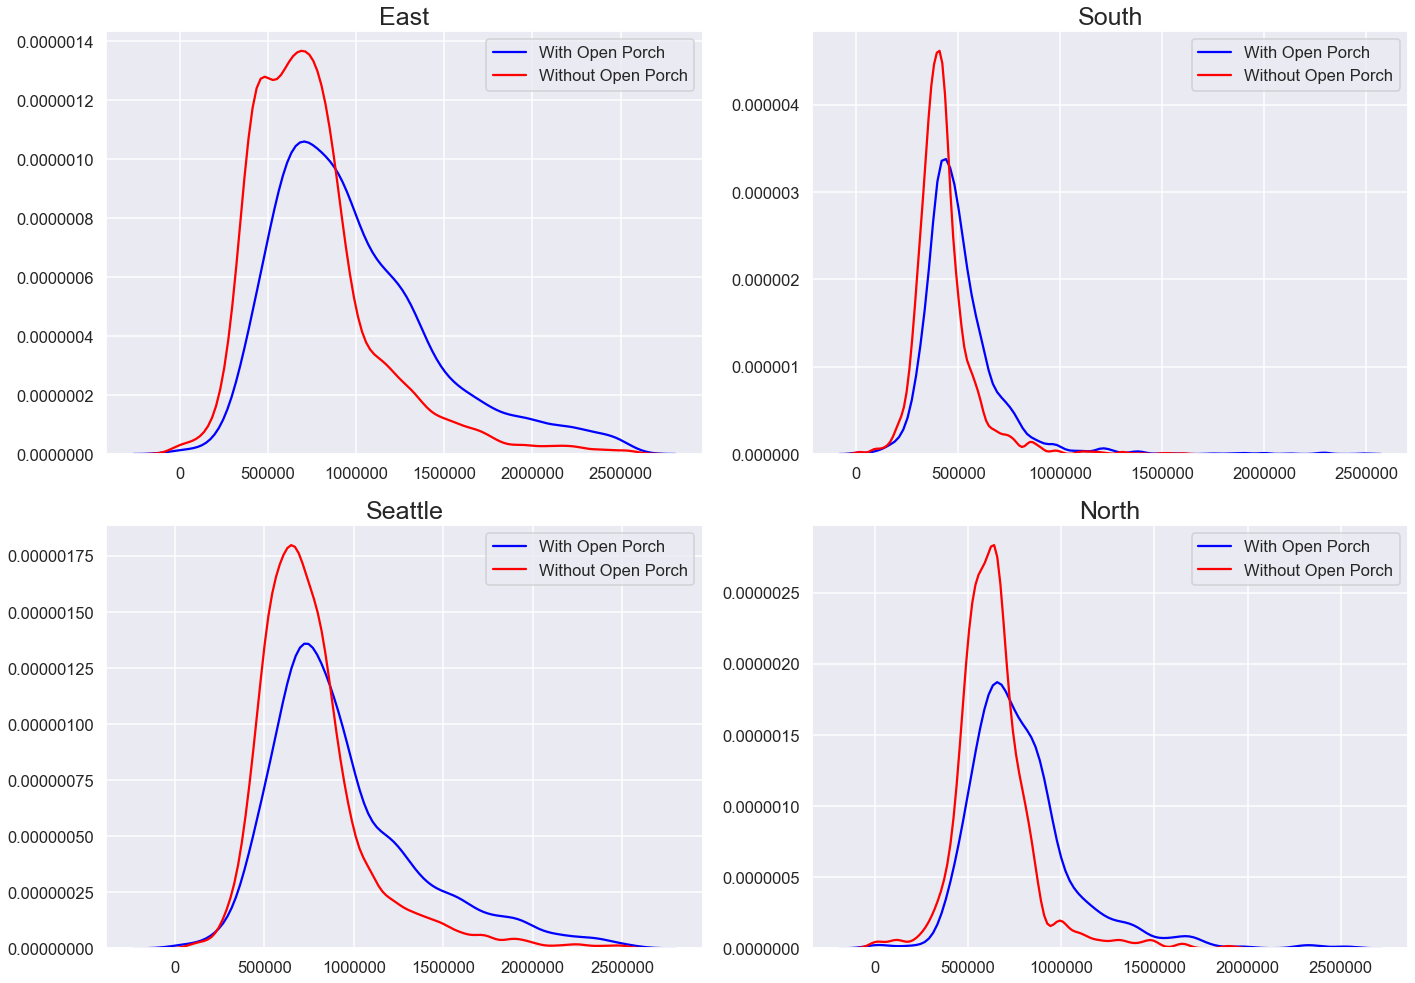 East
0.0000014
0.0000012
0.0000010
0.0000008
0.0000006
0.0000004
0.0000002
0.0000000
0 500000 1000000 1500000 2000000 2500000
With Open Porch
Without Open Porch
South
0.000004
0.000003
0.000002
0.000001
0.000000
0 500000 1000000 1500000 2000000 2500000
With Open Porch
Without Open Porch
Seattle
0.00000175
0.00000150
0.00000125
0.00000100
0.00000075
0.00000050
0.00000025
0.00000000
0 500000 1000000 1500000 2000000 2500000
With Open Porch
Without Open Porch
North
0.0000025
0.0000020
0.0000015
0.0000010
0.0000005
0.0000000
0 500000 1000000 1500000 2000000 2500000
With Open Porch
Without Open Porch